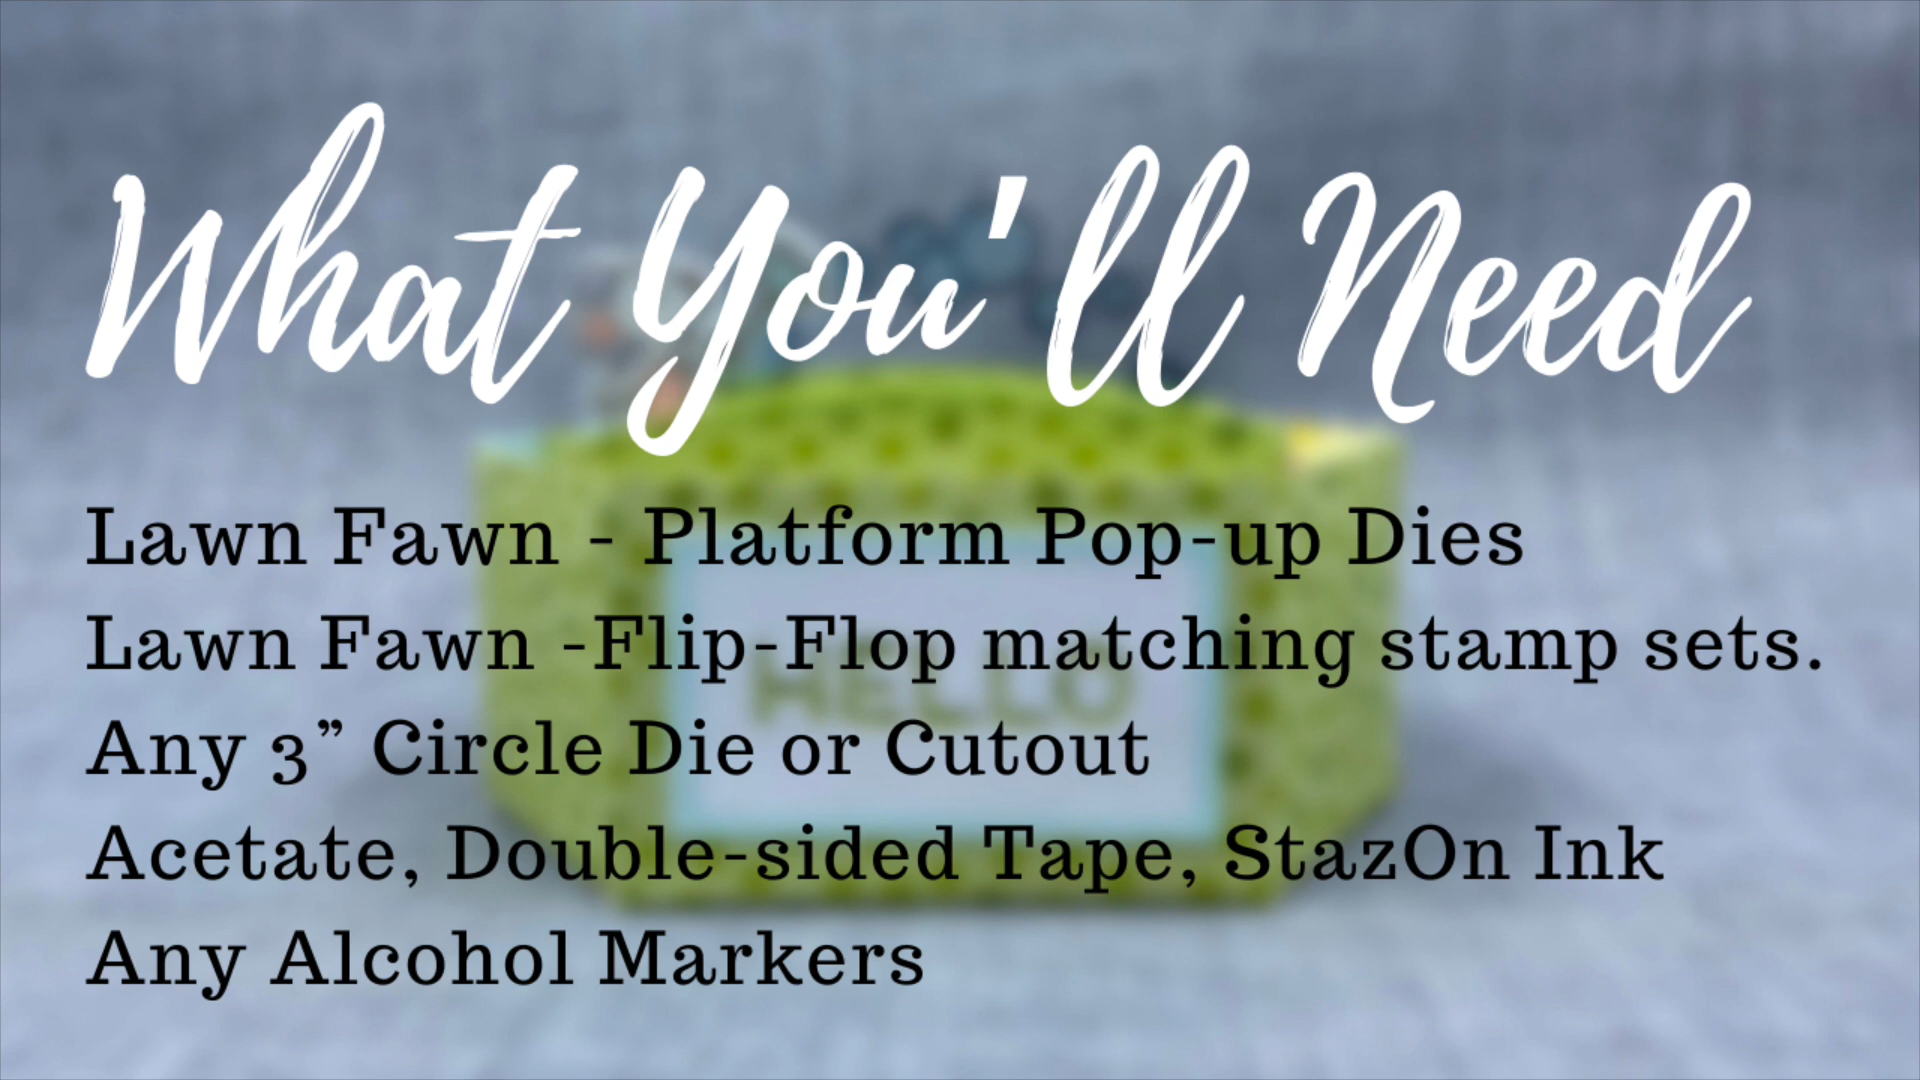 What You'll Need
Lawn Fawn - Platform Pop-up Dies
Lawn Fawn -Flip-Flop matching stamp sets.
Any 3” Circle Die or Cutout
Acetate, Double-sided Tape, StazOn Ink
Any Alcohol Markers
HELLO